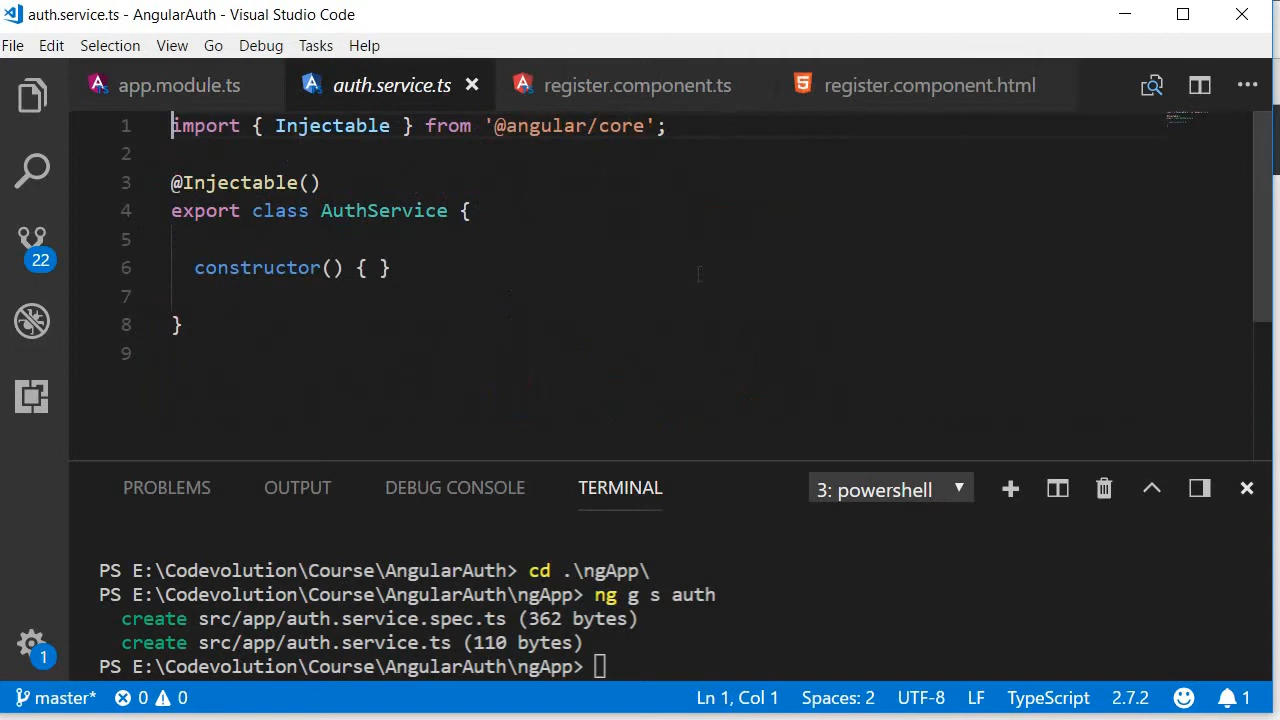 auth.service.ts - AngularAuth - Visual Studio Code
File Edit Selection View Go Debug Tasks Help
app.module.ts auth.service.ts register.component.ts register.component.html
1 import { Injectable } from '@angular/core';
2
3 @Injectable()
4 export class AuthService {
5
6 constructor() { }
7
8 }
9
22
1
PROBLEMS OUTPUT DEBUG CONSOLE TERMINAL 3: powershell
PS E:\Codevolution\Course\AngularAuth> cd .\ngApp\
PS E:\Codevolution\Course\AngularAuth\ngApp> ng g s auth
create src/app/auth.service.spec.ts (362 bytes)
create src/app/auth.service.ts (110 bytes)
PS E:\Codevolution\Course\AngularAuth\ngApp>
master* 0 0 Ln 1, Col 1 Spaces: 2 UTF-8 LF TypeScript 2.7.2 1